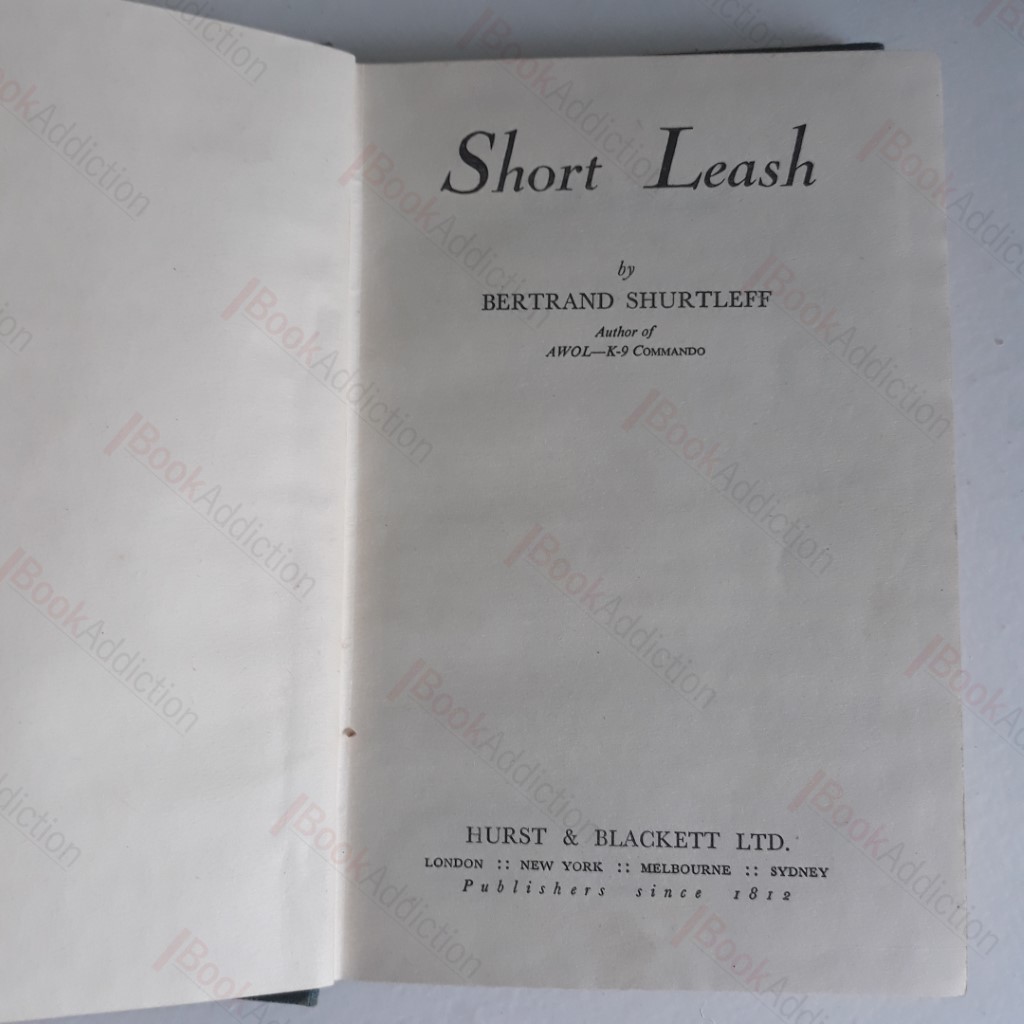 Short Leash
by
BERTRAND SHURTLEFF
Author of
AWOL—K-9 COMMANDO
HURST & BLACKETT LTD.
LONDON :: NEW YORK :: MELBOURNE :: SYDNEY
Publishers since 1812
BookAddiction